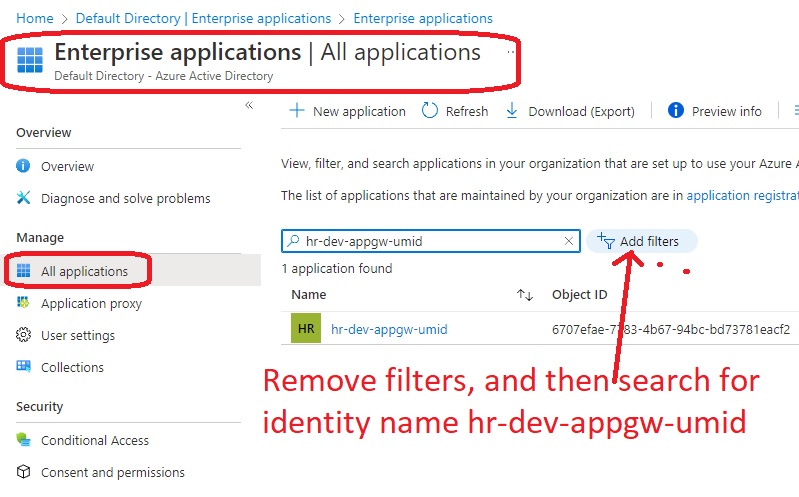 Home > Default Directory | Enterprise applications > Enterprise applications
Enterprise applications | All applications ...
Default Directory - Azure Active Directory
«
Overview
Overview
Diagnose and solve problems
Manage
All applications
Application proxy
User settings
Collections
Security
Conditional Access
Consent and permissions
+ New application Refresh Download (Export) Preview info
View, filter, and search applications in your organization that are set up to use your Azure A
The list of applications that are maintained by your organization are in application registrat
hr-dev-appgw-umid × Add filters
1 application found
Name ↑↓ Object ID
HR hr-dev-appgw-umid 6707efae-7783-4b67-94bc-bd73781eacf2
Remove filters, and then search for
identity name hr-dev-appgw-umid